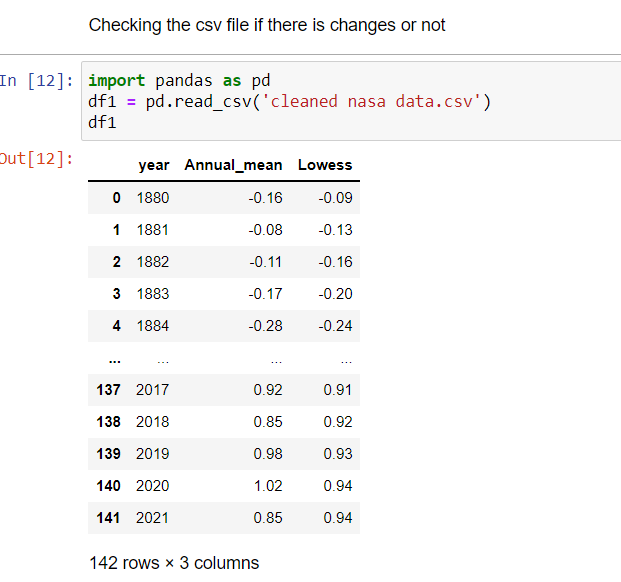 Checking the csv file if there is changes or not
In [12]: import pandas as pd
df1 = pd.read_csv('cleaned nasa data.csv')
df1
Out[12]:
year Annual_mean Lowess
0 1880 -0.16 -0.09
1 1881 -0.08 -0.13
2 1882 -0.11 -0.16
3 1883 -0.17 -0.20
4 1884 -0.28 -0.24
... ... ... ...
137 2017 0.92 0.91
138 2018 0.85 0.92
139 2019 0.98 0.93
140 2020 1.02 0.94
141 2021 0.85 0.94
142 rows × 3 columns